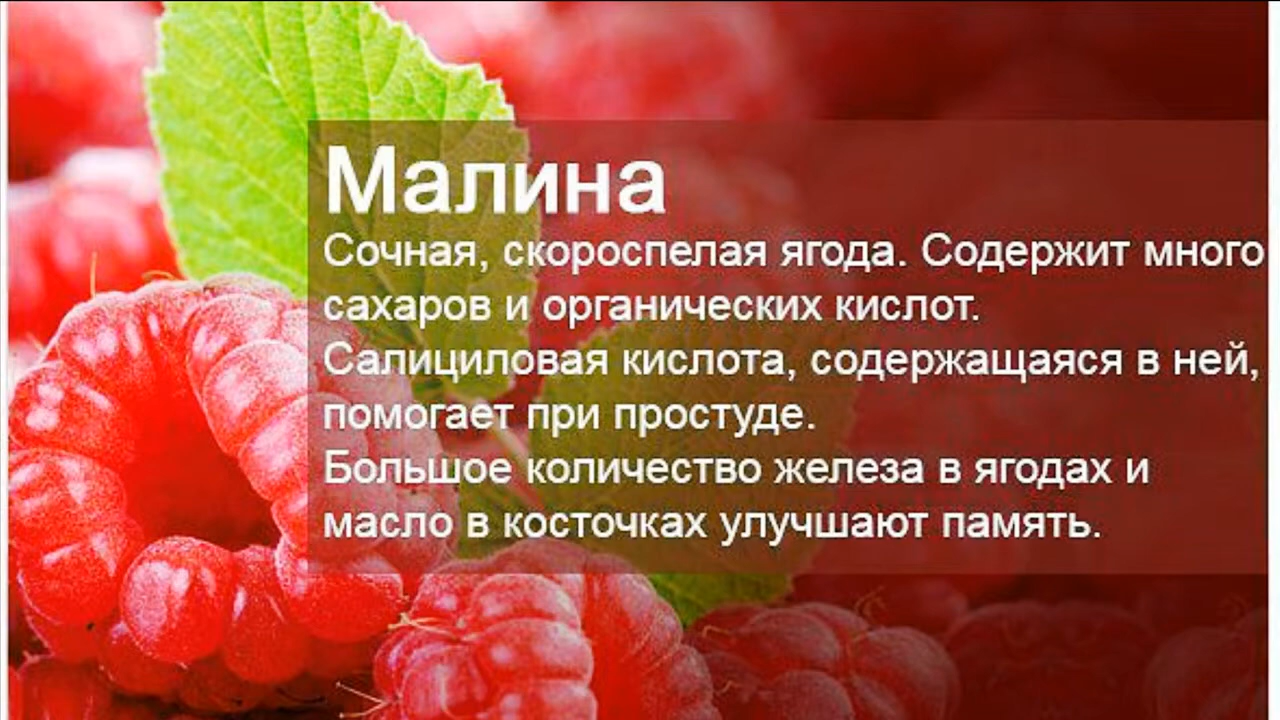 Малина
Сочная, скороспелая ягода. Содержит много
сахаров и органических кислот.
Салициловая кислота, содержащаяся в ней,
помогает при простуде.
Большое количество железа в ягодах и
масло в косточках улучшают память.